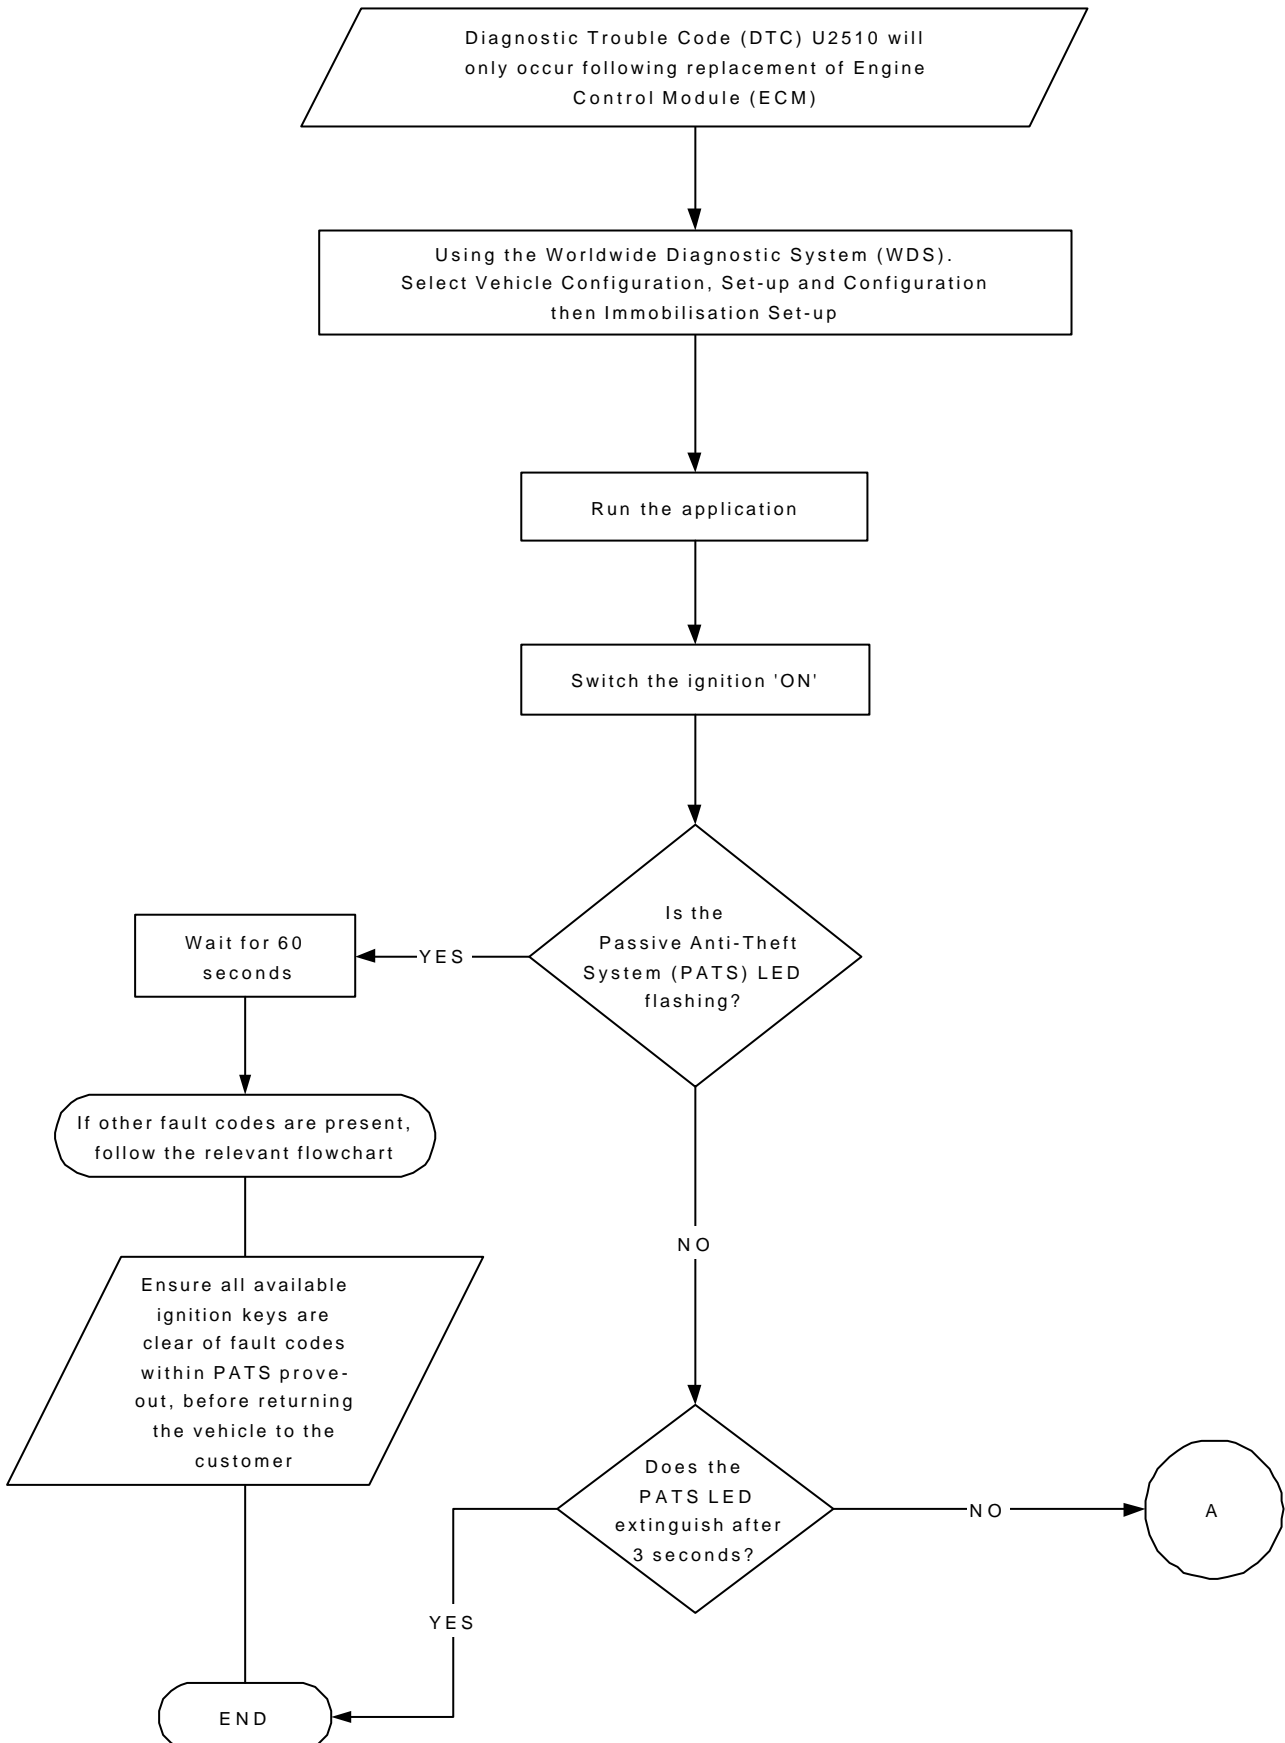 Diagnostic Trouble Code (DTC) U2510 will
only occur following replacement of Engine
Control Module (ECM)
Using the Worldwide Diagnostic System (WDS).
Select Vehicle Configuration, Set-up and Configuration
then Immobilisation Set-up
Run the application
Switch the ignition 'ON'
Is the
Passive Anti-Theft
System (PATS) LED
flashing?
YES
Wait for 60
seconds
If other fault codes are present,
follow the relevant flowchart
Ensure all available
ignition keys are
clear of fault codes
within PATS prove-
out, before returning
the vehicle to the
customer
NO
Does the
PATS LED
extinguish after
3 seconds?
NO
A
YES
END